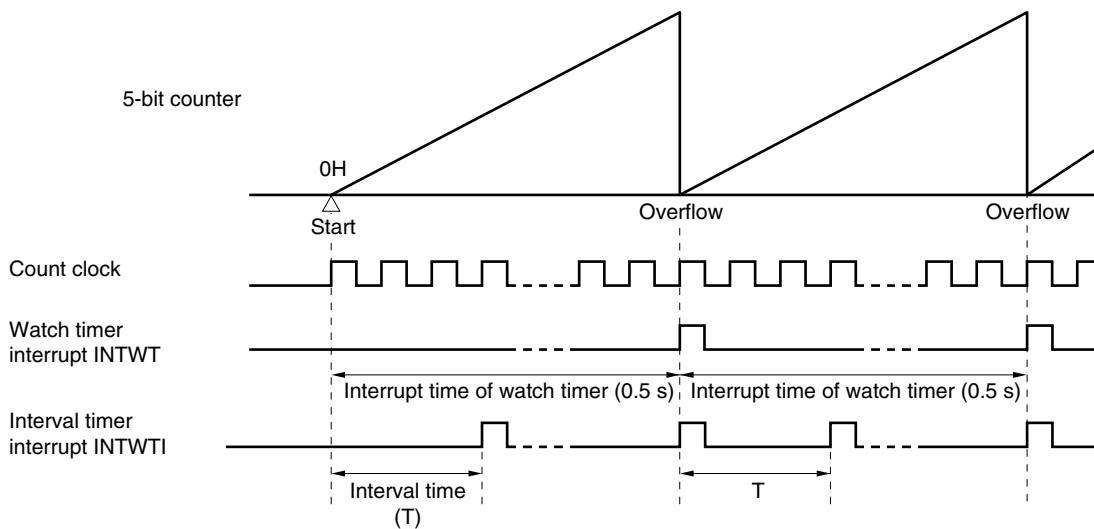 5-bit counter
0H
Start
Overflow
Overflow
Count clock
Watch timer
interrupt INTWT
Interrupt time of watch timer (0.5 s)
Interrupt time of watch timer (0.5 s)
Interval timer
interrupt INTWTI
Interval time
(T)
T